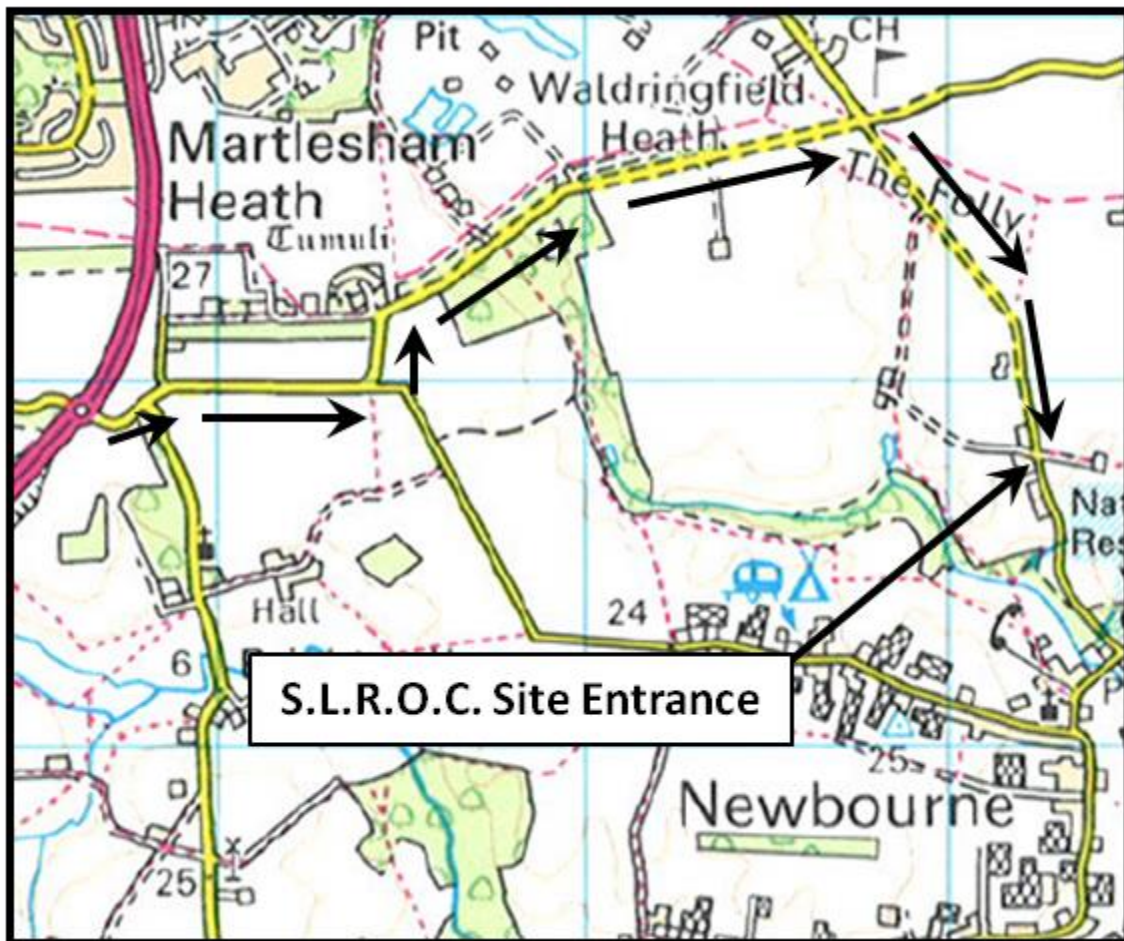 Pit
CH
Waldringfield
Heath
Martlesham
Heath
Tumuli
The Folly
27
Nat
Res
Hall
24
6
S.L.R.O.C. Site Entrance
P
25
Newbourne
25